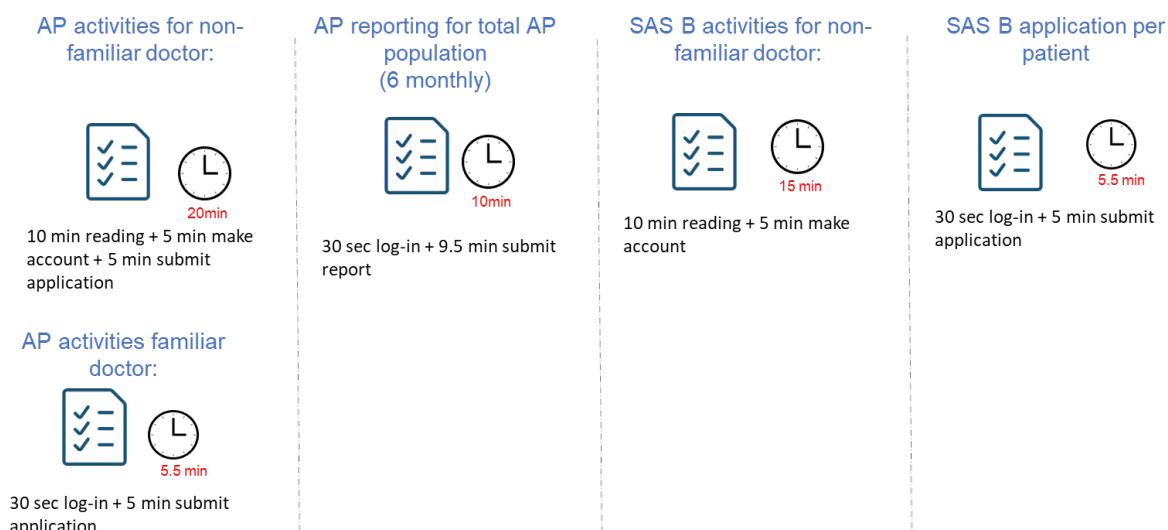 AP activities for non-
familiar doctor:
20min
10 min reading + 5 min make
account + 5 min submit
application
AP activities familiar
doctor:
5.5 min
30 sec log-in + 5 min submit
application
AP reporting for total AP
population
(6 monthly)
10min
30 sec log-in + 9.5 min submit
report
SAS B activities for non-
familiar doctor:
15 min
10 min reading + 5 min make
account
SAS B application per
patient
5.5 min
30 sec log-in + 5 min submit
application